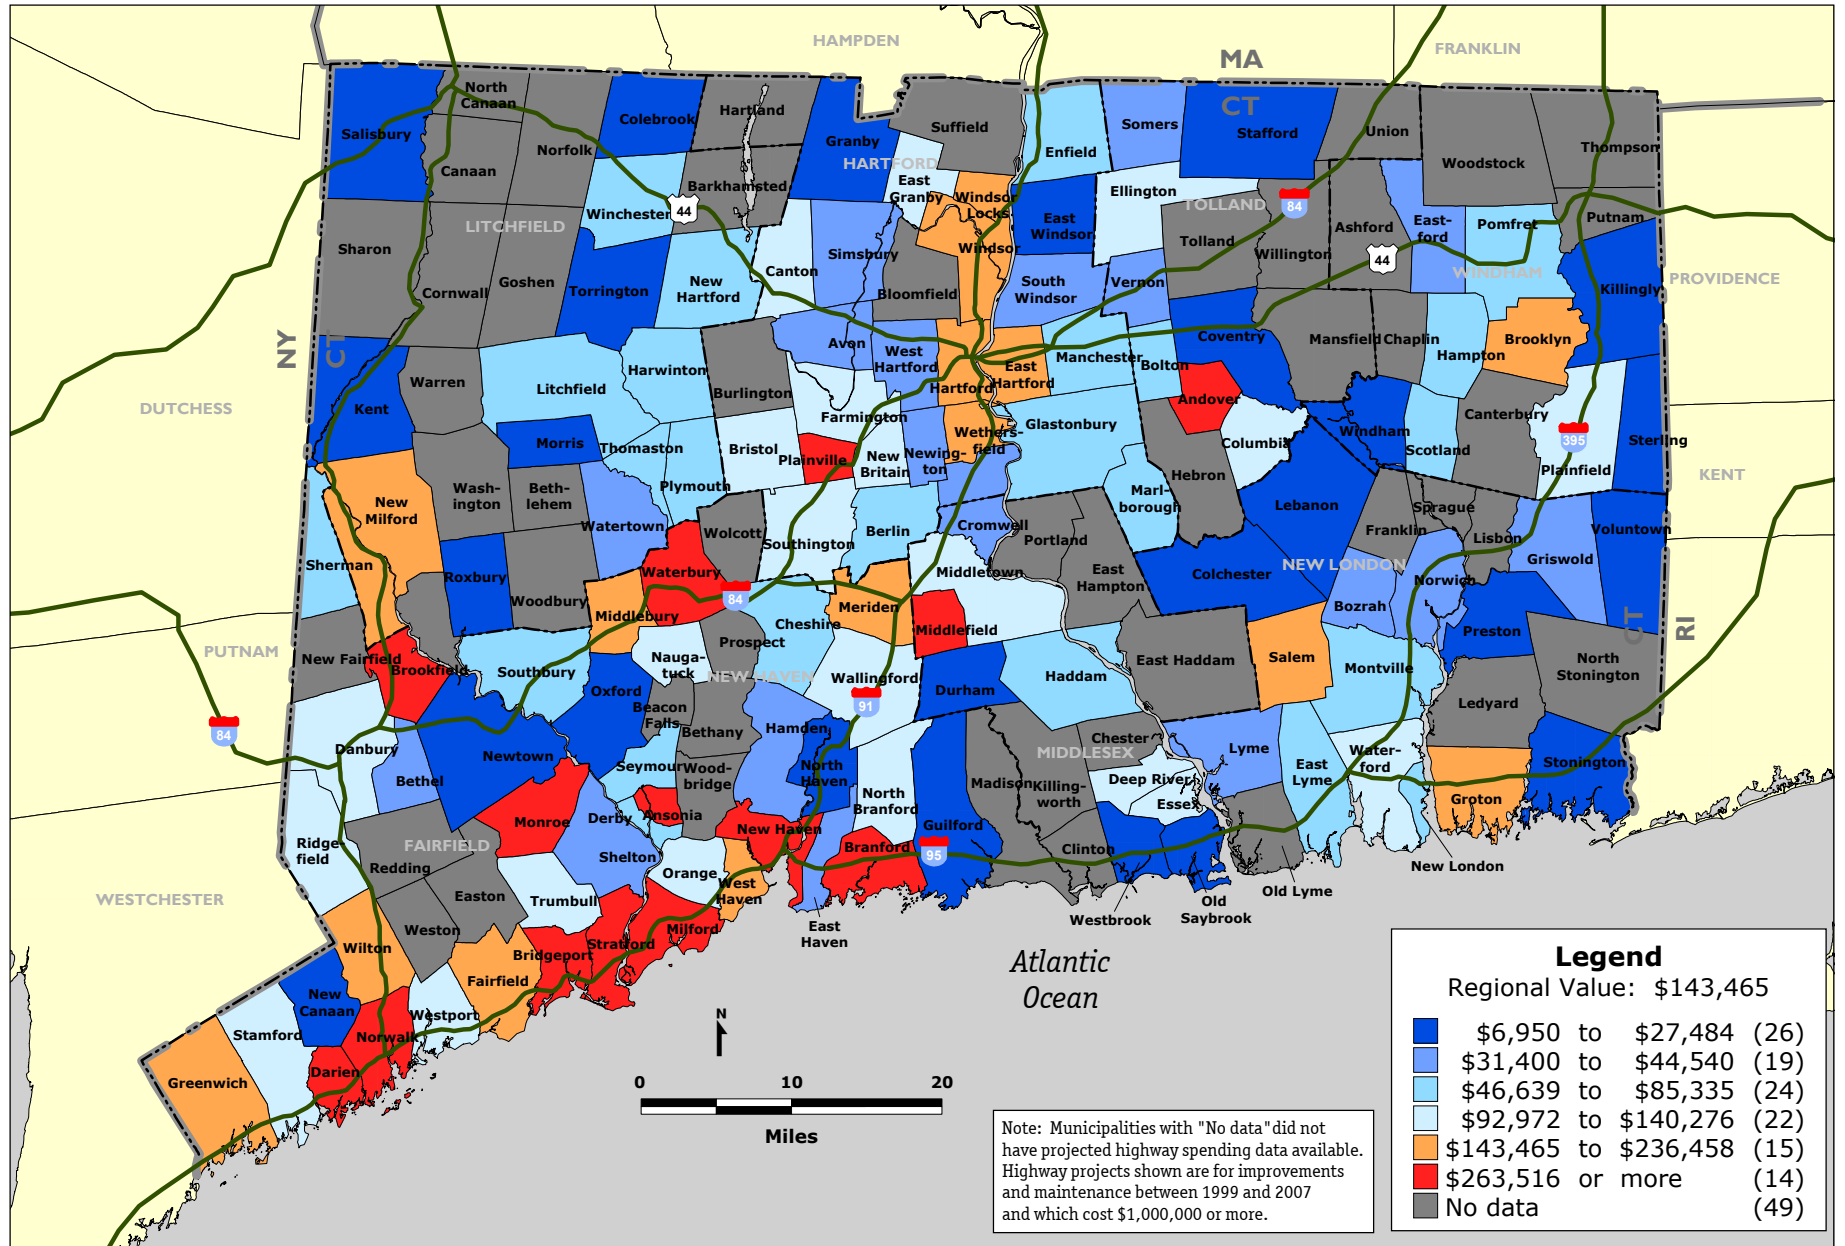 HAMPDEN
MA
FRANKLIN
CT
North
Canaan
Salisbury
Colebrook
Hartland
Granby
Suffield
Enfield
Somers
Stafford
Union
Woodstock
Thompson
Canaan
Norfolk
HARTFORD
Barkhamsted
East
Granby
Windsor
Locks
Ellington
TOLLAND
84
Winchester
44
LITCHFIELD
East
Windsor
Ashford
East-
ford
Pomfret
Putnam
Sharon
Simsbury
Windsor
Tolland
Willington
44
WINDHAM
PROVIDENCE
Canton
Goshen
Cornwall
Torrington
New
Hartford
Bloomfield
South
Windsor
Vernon
Killingly
NY
CT
Avon
West
Hartford
Manchester
Coventry
Mansfield
Chaplin
Hampton
Brooklyn
Bolton
Harwinton
Litchfield
Warren
Burlington
Hartford
East
Hartford
Andover
DUTCHESS
Kent
Farmington
Glastonbury
Canterbury
Morris
Thomaston
Bristol
Plainville
New
Britain
Newing-
ton
Wethers-
field
Columbia
Windham
Scotland
395
Sterling
Plainfield
KENT
Hebron
Plymouth
Wash-
ington
Beth-
lehem
New
Milford
Watertown
Wolcott
Berlin
Cromwell
Marl-
borough
Lebanon
Sprague
Franklin
Lisbon
Voluntown
Southington
Portland
Griswold
Sherman
Roxbury
Waterbury
Middletown
East
Hampton
Colchester
NEW LONDON
Norwich
84
Woodbury
Middlebury
Meriden
Bozrah
Cheshire
Middlefield
Preston
CT
RI
PUTNAM
New Fairfield
Brookfield
Southbury
Prospect
Nauga-
tuck
NEW HAVEN
Wallingford
East Haddam
Salem
Montville
North
Stonington
Haddam
Durham
Oxford
Beacon
Falls
91
Ledyard
84
Danbury
Newtown
Bethany
Hamden
Chester
MIDDLESEX
Lyme
Water-
ford
East
Lyme
Stonington
Seymour
Wood-
bridge
North
Haven
Bethel
Madison
Killing-
worth
Deep River
Essex
North
Branford
Groton
Monroe
Derby
Ansonia
New Haven
Guilford
Ridge-
field
FAIRFIELD
Redding
Shelton
Branford
95
Clinton
New London
Orange
West
Haven
Old Lyme
Easton
Trumbull
WESTCHESTER
Westbrook
Old
Saybrook
East
Haven
Weston
Milford
Stratford
Wilton
Bridgeport
Fairfield
Atlantic
Ocean
New
Canaan
Westport
Stamford
Norwalk
N
Darien
Greenwich
0 10 20
Miles
Note: Municipalities with "No data" did not
have projected highway spending data available.
Highway projects shown are for improvements
and maintenance between 1999 and 2007
and which cost $1,000,000 or more.
Legend
Regional Value: $143,465
$6,950 to $27,484 (26)
$31,400 to $44,540 (19)
$46,639 to $85,335 (24)
$92,972 to $140,276 (22)
$143,465 to $236,458 (15)
$263,516 or more (14)
No data (49)